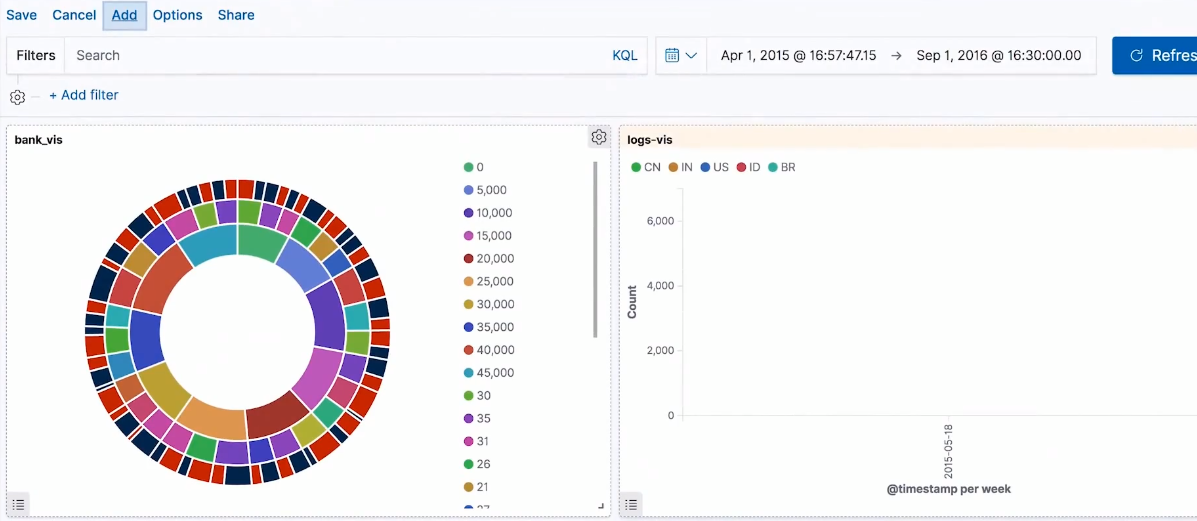 Save Cancel Add Options Share
Filters Search KQL Apr 1, 2015 @ 16:57:47.15 → Sep 1, 2016 @ 16:30:00.00 Refres
+ Add filter
bank_vis
0
5,000
10,000
15,000
20,000
25,000
30,000
35,000
40,000
45,000
30
35
31
26
21
logs-vis
CN IN US ID BR
6,000
4,000
2,000
0
Count
2015-05-18
@timestamp per week